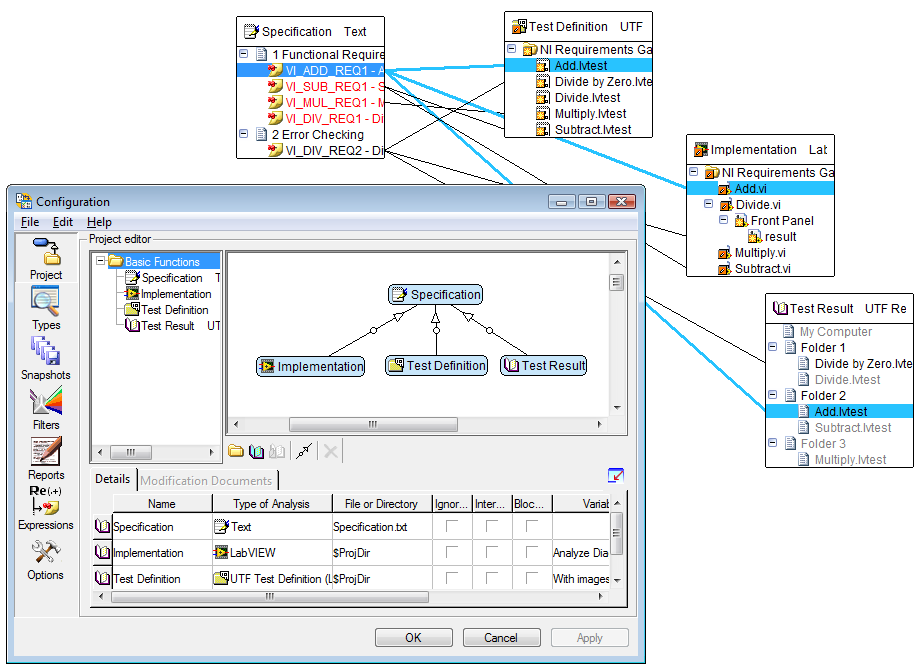 Specification Text
1 Functional Require
VI_ADD_REQ1 - A
VI_SUB_REQ1 - S
VI_MUL_REQ1 - M
VI_DIV_REQ1 - Di
2 Error Checking
VI_DIV_REQ2 - Di
Test Definition UTF
NI Requirements Ga
Add.lvtest
Divide by Zero.lvte
Divide.lvtest
Multiply.lvtest
Subtract.lvtest
Implementation Lab
NI Requirements Ga
Add.vi
Divide.vi
Front Panel
result
Multiply.vi
Subtract.vi
Test Result UTF Re
My Computer
Folder 1
Divide by Zero.lvte
Divide.lvtest
Folder 2
Add.lvtest
Subtract.lvtest
Folder 3
Multiply.lvtest
Configuration
File Edit Help
Project
Types
Snapshots
Filters
Reports
Re(.+)
Expressions
Options
Project editor
Basic Functions
Specification T
Implementation
Test Definition
Test Result UT
Specification
Implementation Test Definition Test Result
Details Modification Documents
Name Type of Analysis File or Directory Ignor... Inter... Bloc... Variab
Specification Text Specification.txt
Implementation LabVIEW $ProjDir Analyze Dia
Test Definition UTF Test Definition (L $ProjDir With images
OK Cancel Apply